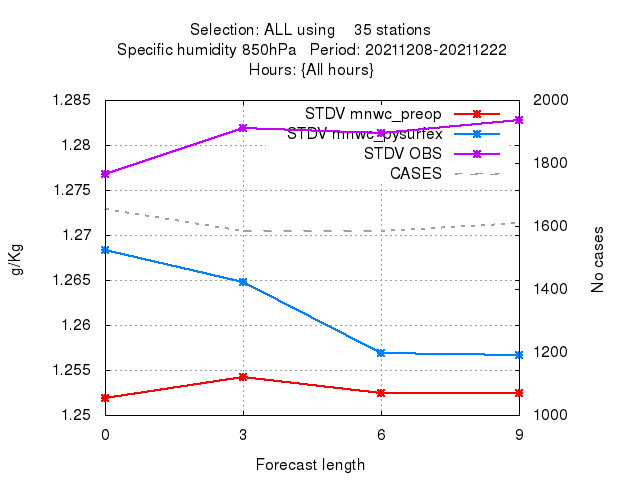 Selection: ALL using    35 stations
Specific humidity 850hPa   Period: 20211208-20211222
Hours: {All hours}
1.285
1.28
1.275
1.27
1.265
1.26
1.255
1.25
g/Kg
STDV mnwc_preop
STDV mnwc_pysurfex
STDV OBS
CASES
2000
1800
1600
1400
1200
1000
No cases
0 3 6 9
Forecast length